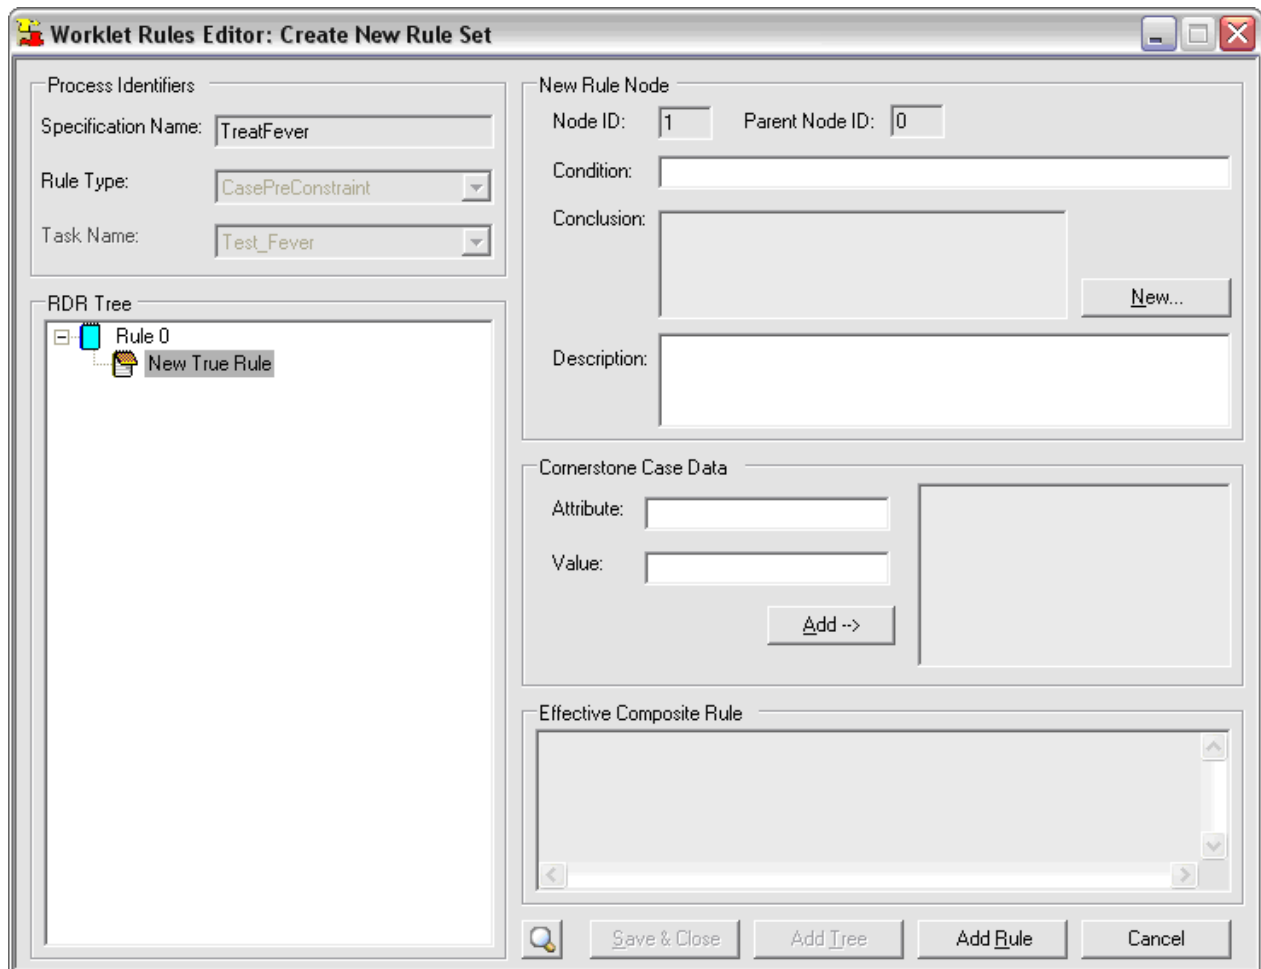 Worklet Rules Editor: Create New Rule Set
Process Identifiers
Specification Name: TreatFever
Rule Type: CasePreConstraint
Task Name: Test_Fever
RDR Tree
Rule 0
New True Rule
New Rule Node
Node ID: 1 Parent Node ID: 0
Condition:
Conclusion:
New...
Description:
Cornerstone Case Data
Attribute:
Value:
Add -->
Effective Composite Rule
Save & Close Add Tree Add Rule Cancel